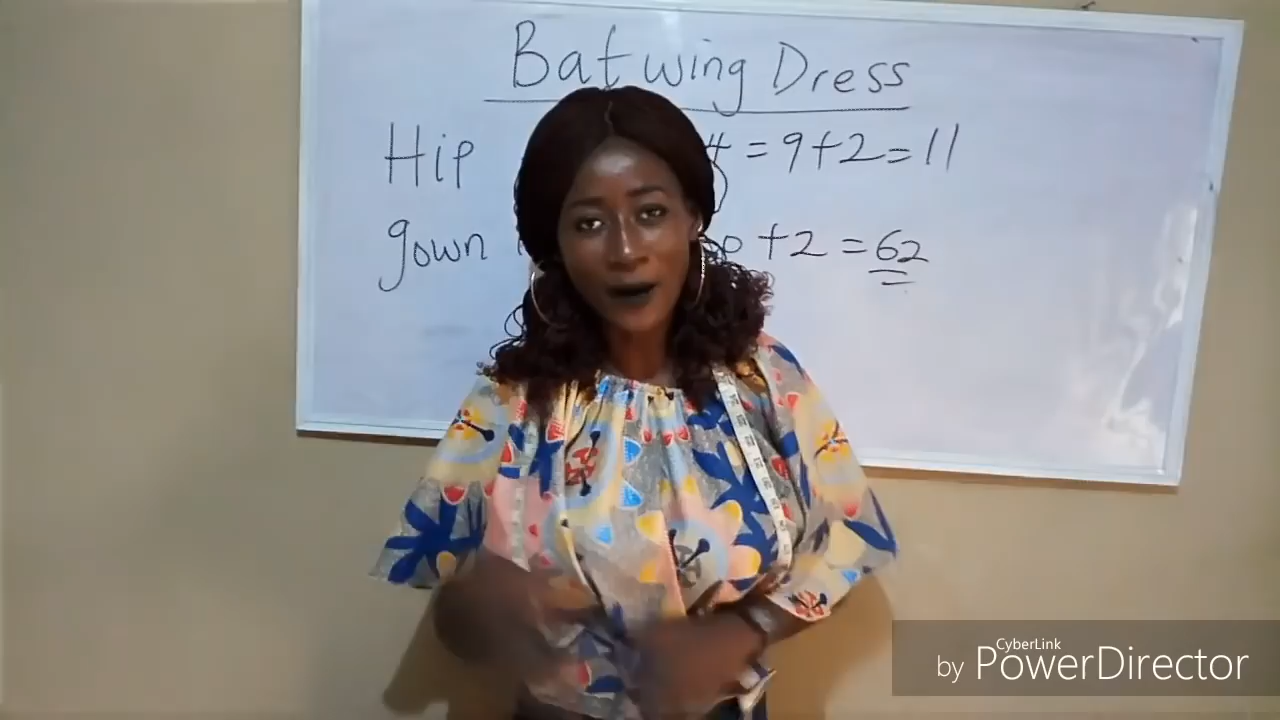 Batwing Dress
Hip = 9+2=11
gown +2 = 62
CyberLink
by PowerDirector